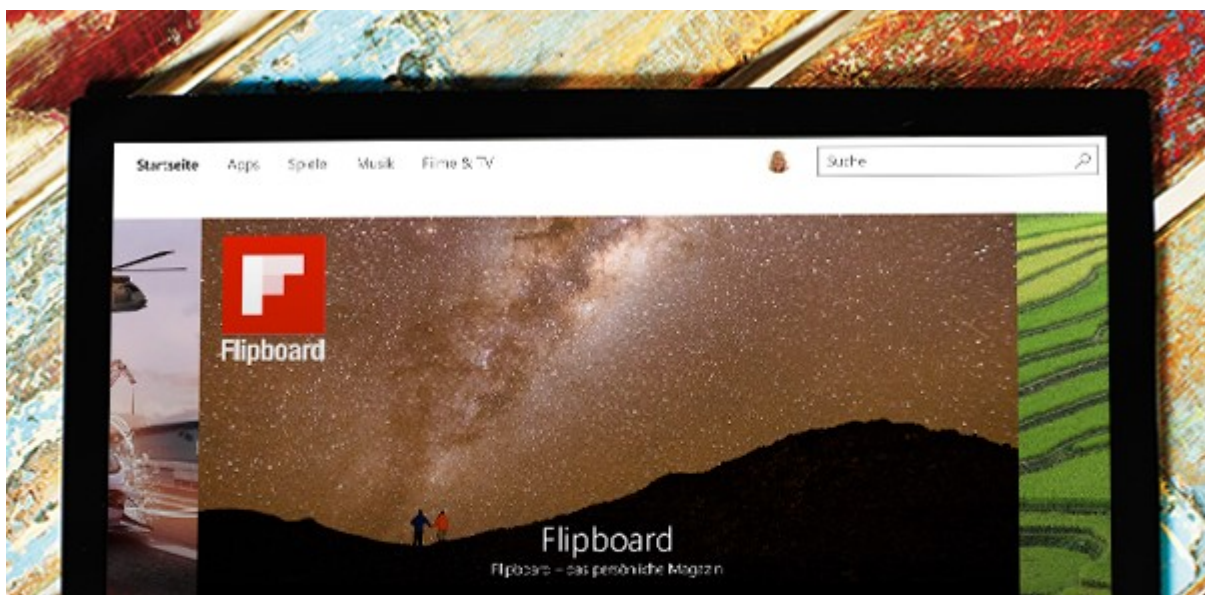 Startseite Apps Spiele Musik Filme & TV Suche
Flipboard
Flipboard
Flipboard – das persönliche Magazin